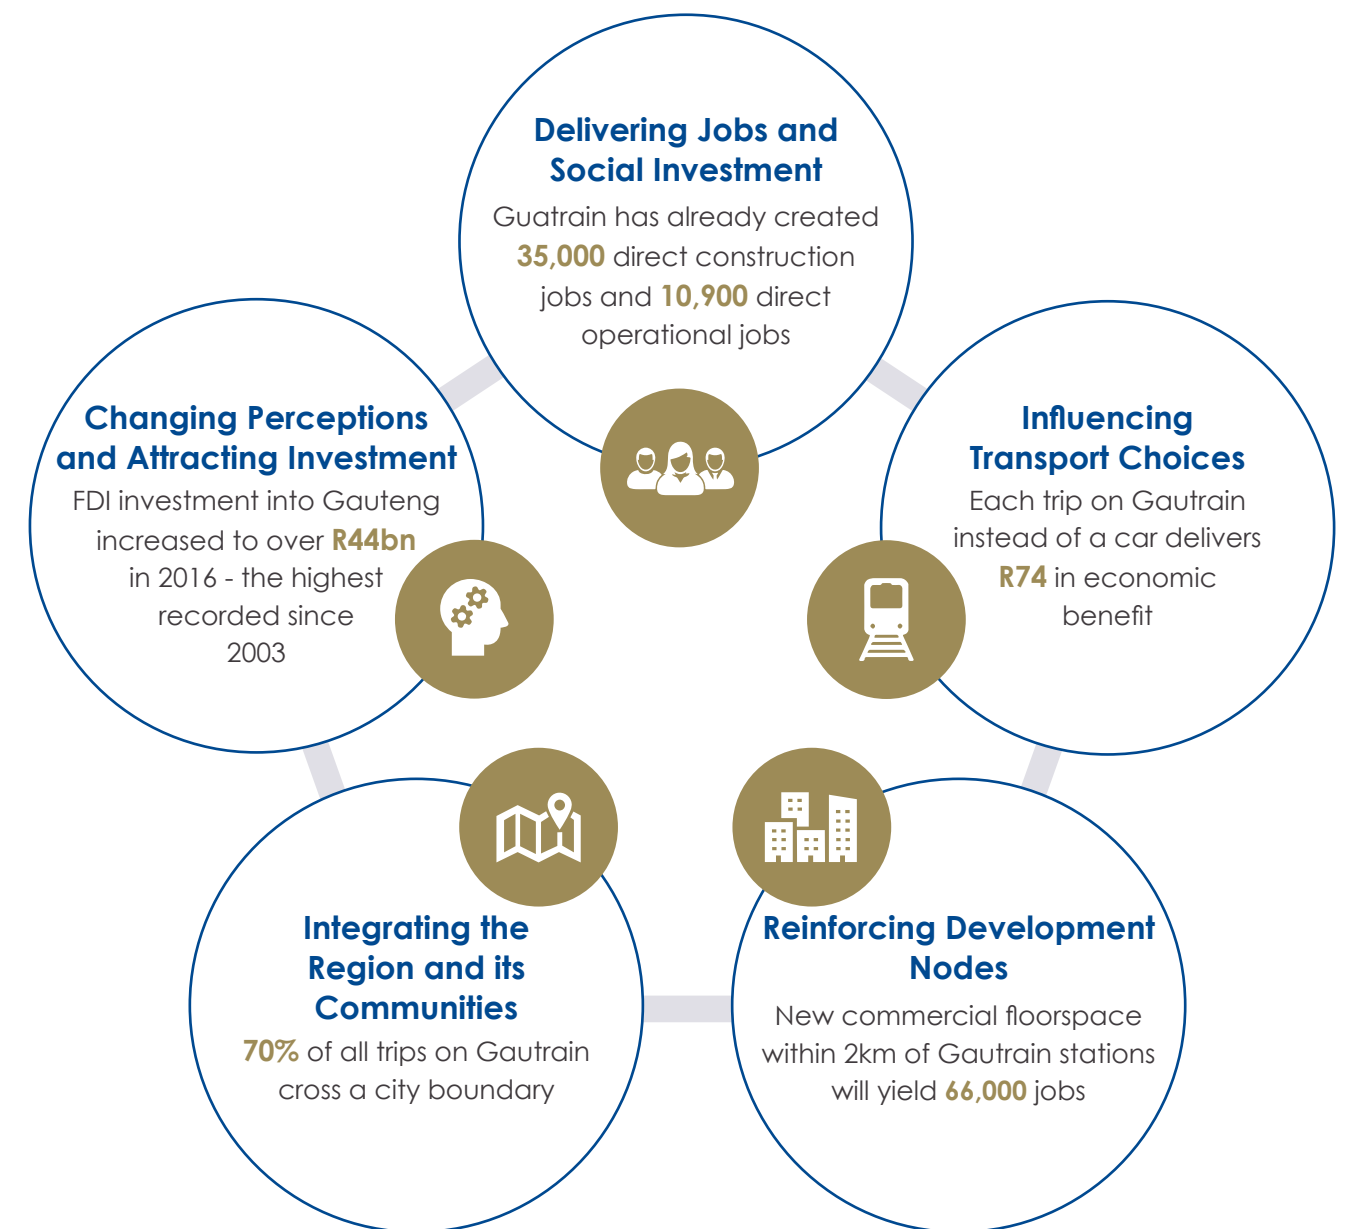 Delivering Jobs and
Social Investment
Guatrain has already created
35,000 direct construction
jobs and 10,900 direct
operational jobs
Changing Perceptions
and Attracting Investment
FDI investment into Gauteng
increased to over R44bn
in 2016 - the highest
recorded since
2003
Influencing
Transport Choices
Each trip on Gautrain
instead of a car delivers
R74 in economic
benefit
Integrating the
Region and its
Communities
70% of all trips on Gautrain
cross a city boundary
Reinforcing Development
Nodes
New commercial floorspace
within 2km of Gautrain stations
will yield 66,000 jobs